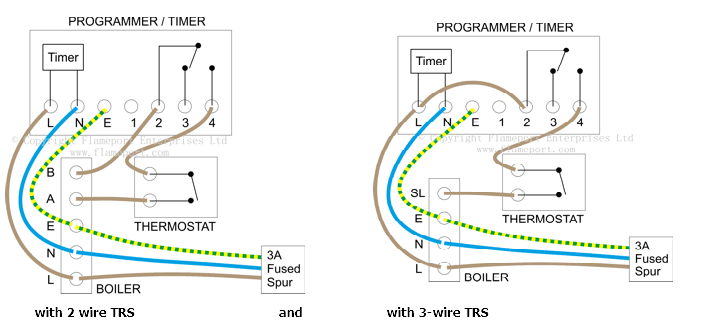 PROGRAMMER / TIMER
Timer
L N E 1 2 3 4
© Copyright Flameport Enterprises Ltd
www.flameport.com
B
A
E
N
L
THERMOSTAT
BOILER
3A
Fused
Spur
with 2 wire TRS and
PROGRAMMER / TIMER
Timer
L N E 1 2 3 4
© Copyright Flameport Enterprises Ltd
www.flameport.com
SL
E
N
L
THERMOSTAT
BOILER
3A
Fused
Spur
with 3-wire TRS